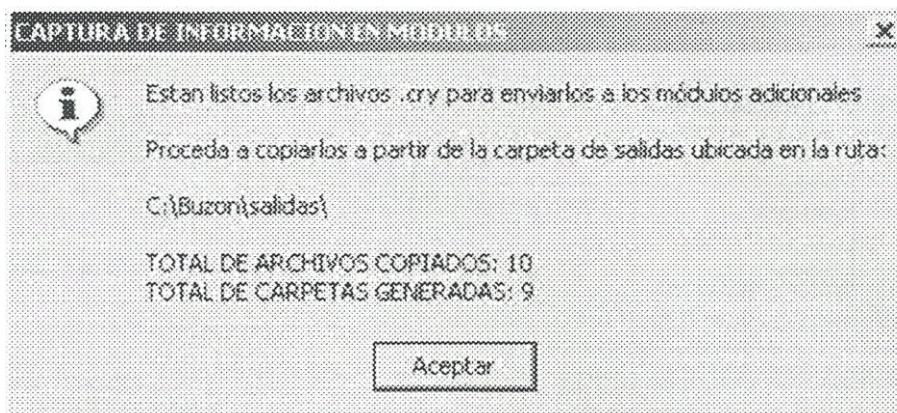 CAPTURA DE INFORMACION EN MODULOS
Estan listos los archivos .cry para enviarlos a los módulos adicionales
Proceda a copiarlos a partir de la carpeta de salidas ubicada en la ruta:
C:\Buzon\salidas\
TOTAL DE ARCHIVOS COPIADOS: 10
TOTAL DE CARPETAS GENERADAS: 9
Aceptar